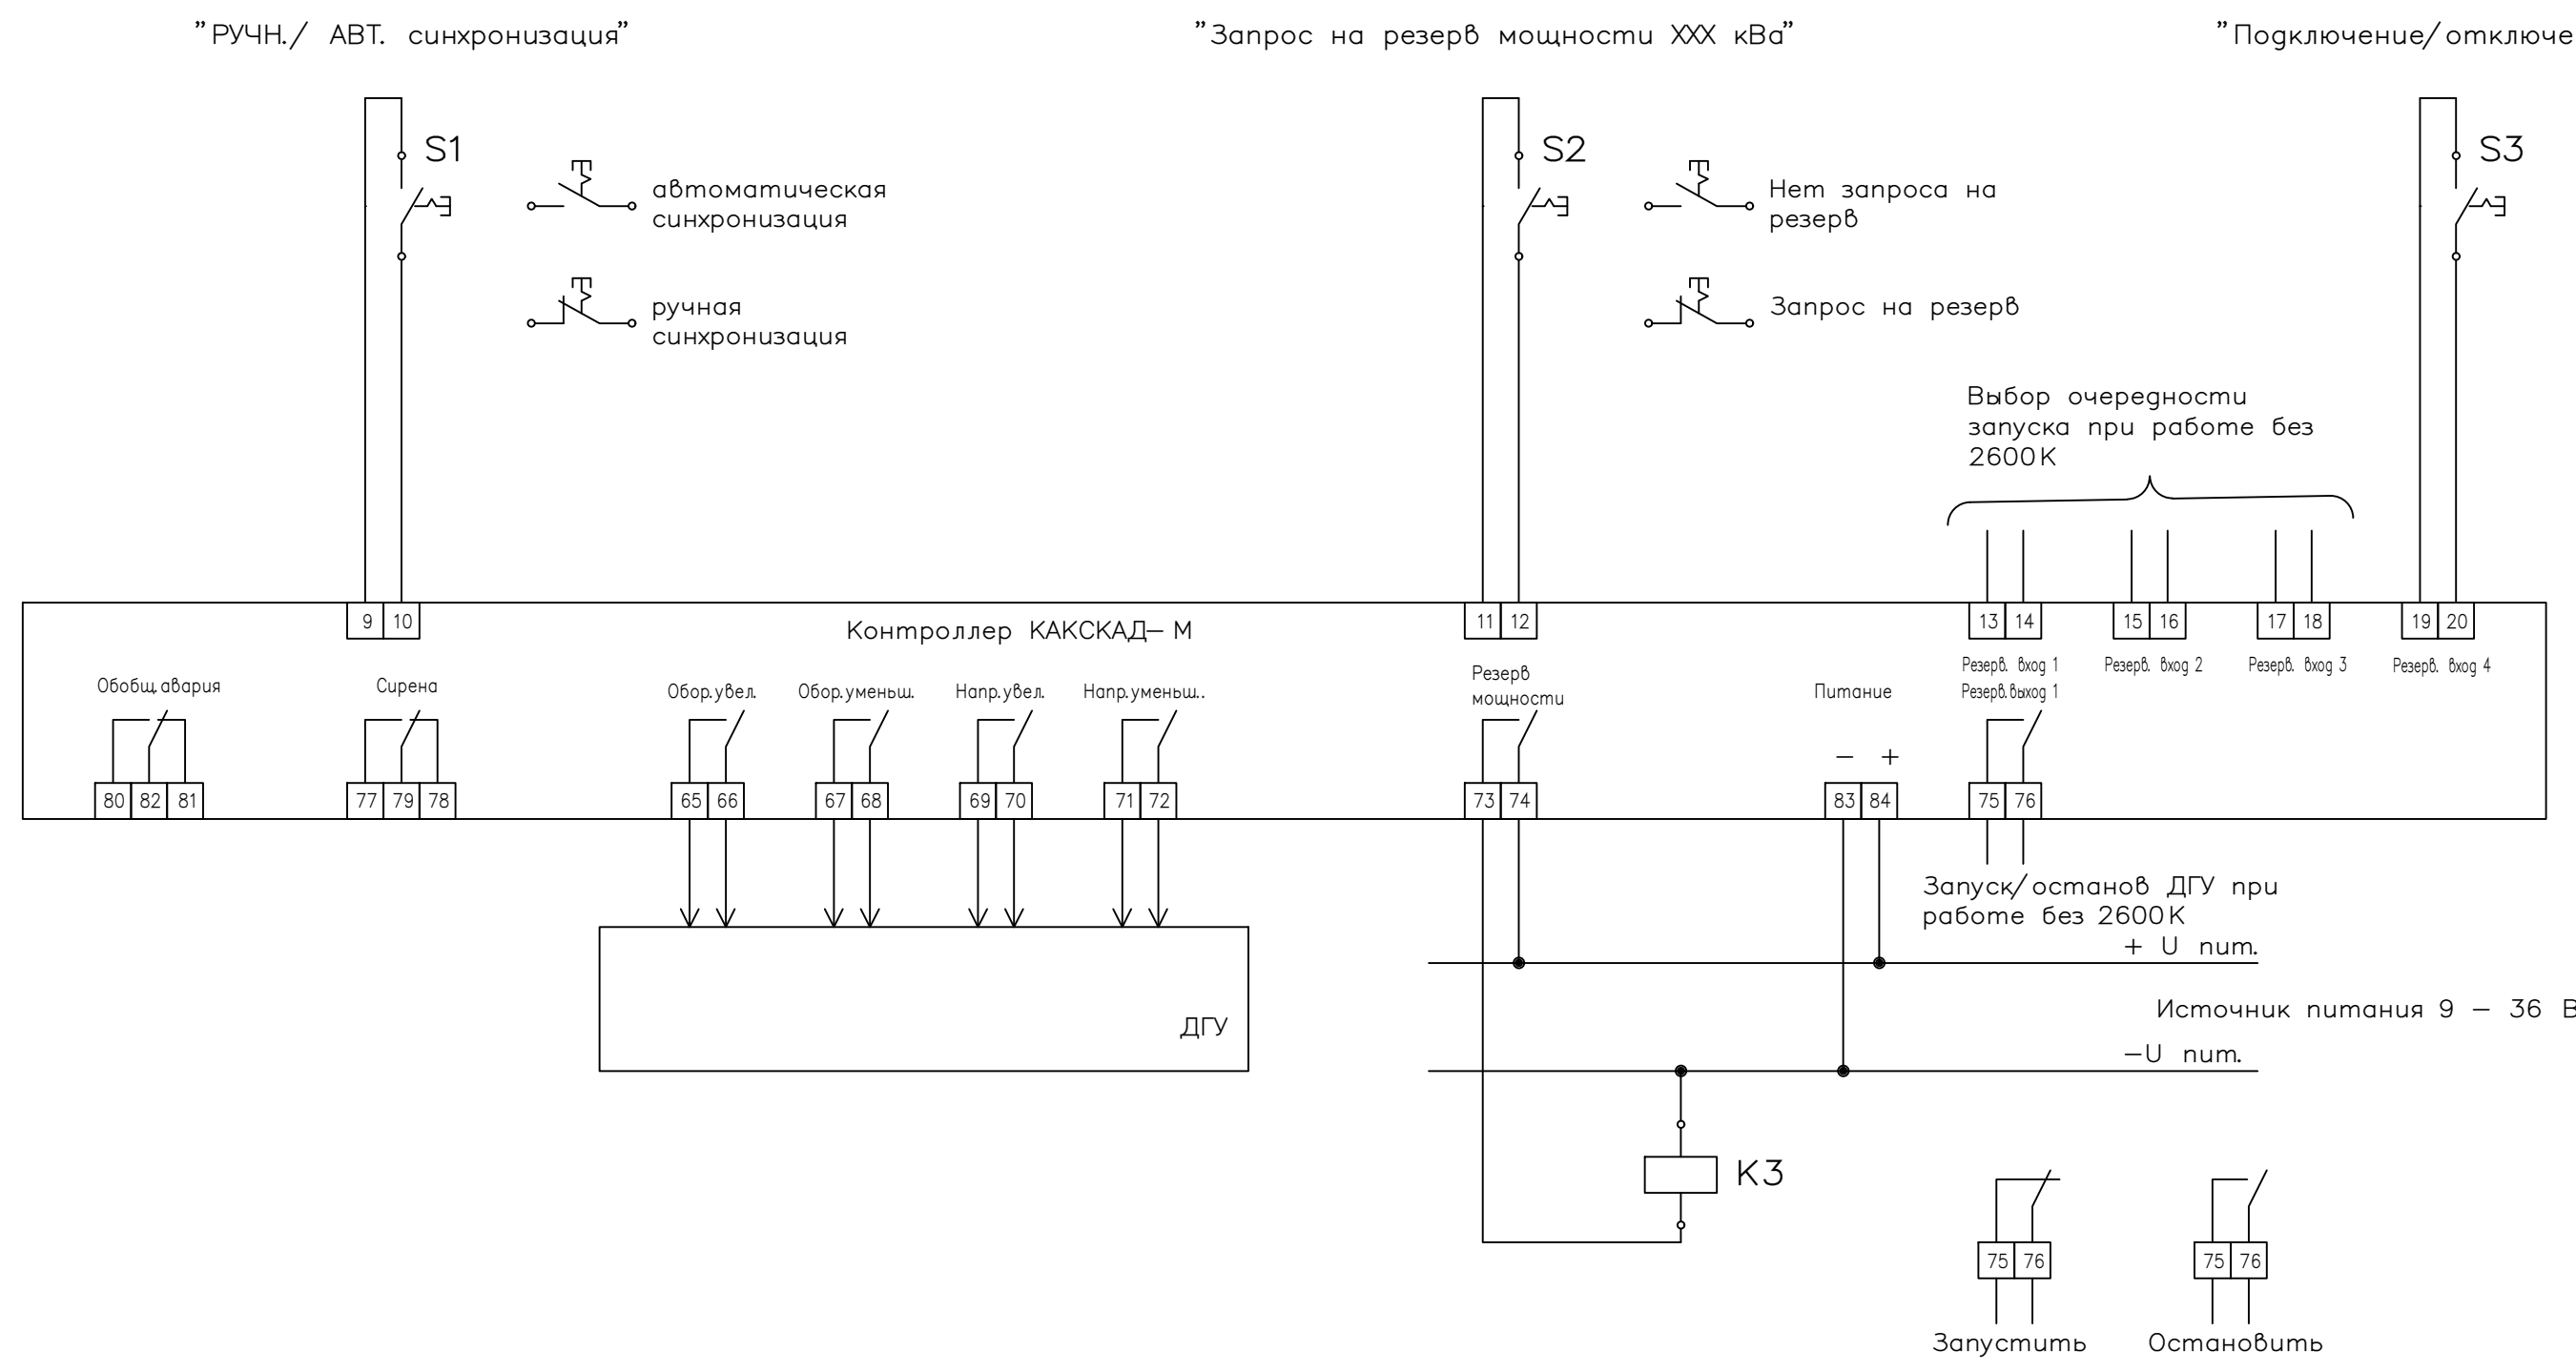 "РУЧН./ АВТ. синхронизация"
"Запрос на резерв мощности XXX кВа"
"Подключение/отключе
S1
S2
S3
автоматическая
синхронизация
ручная
синхронизация
Нет запроса на
резерв
Запрос на резерв
Выбор очередности
запуска при работе без
2600К
9 10
11 12
13 14
15 16
17 18
19 20
Контроллер КАКСКАД– М
Резерв. вход 1
Резерв. вход 2
Резерв. вход 3
Резерв. вход 4
Обобщ.авария
Сирена
Обор.увел.
Обор.уменьш.
Напр.увел.
Напр.уменьш..
Резерв
мощности
Питание
Резерв.выход 1
– +
80 82 81
77 79 78
65 66
67 68
69 70
71 72
73 74
83 84
75 76
Запуск/останов ДГУ при
работе без 2600К
+ U пит.
Источник питания 9 – 36 В
–U пит.
ДГУ
К3
75 76
75 76
Запустить
Остановить